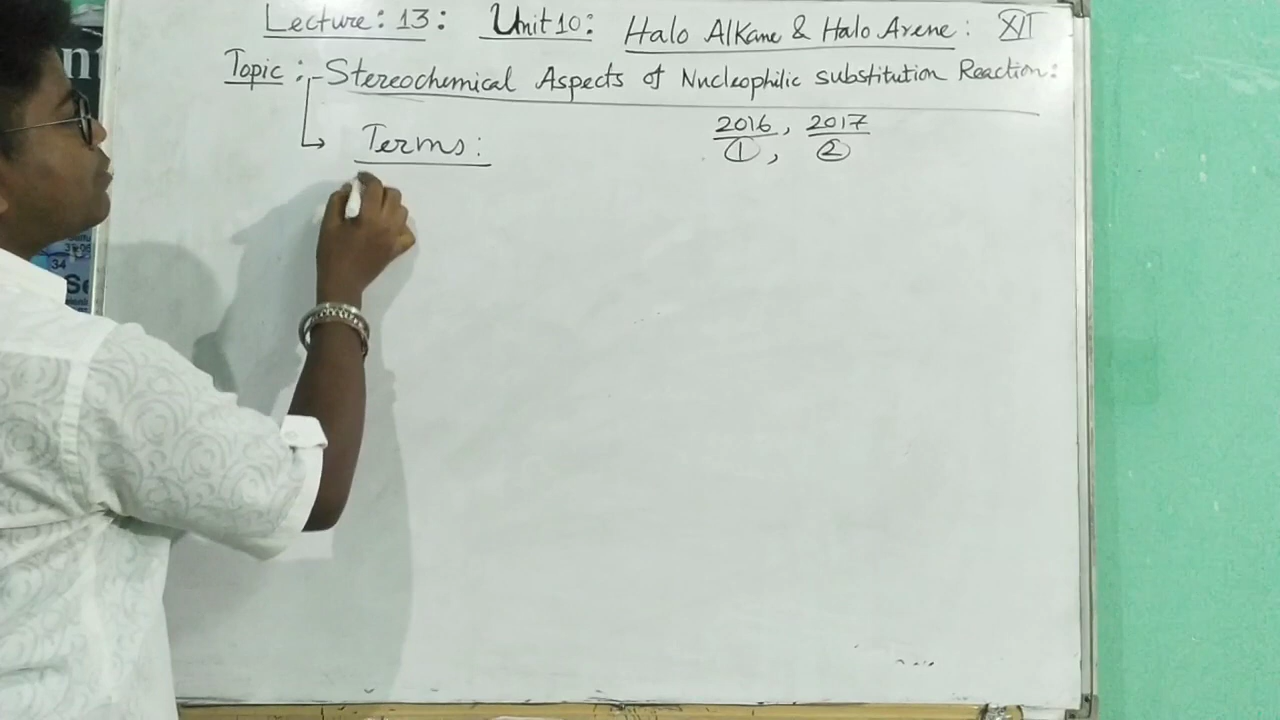 Lecture: 13: Unit 10: Halo Alkane & Halo Arene: XII
Topic :- Stereochemical Aspects of Nucleophilic substitution Reaction:
Terms: 2016, 2017
1, 2
34